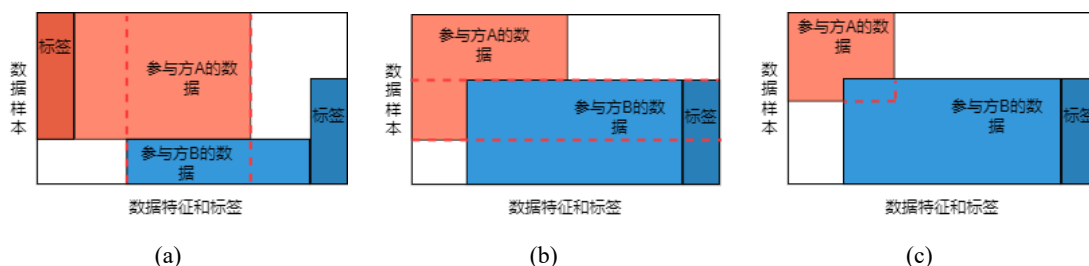 数据样本
标签
参与方A的数
据
参与方B的数
据
标签
数据特征和标签
(a)
数据样本
参与方A的数
据
参与方B的数
据
标签
数据特征和标签
(b)
数据样本
参与方A的数
据
参与方B的数
据
标签
数据特征和标签
(c)